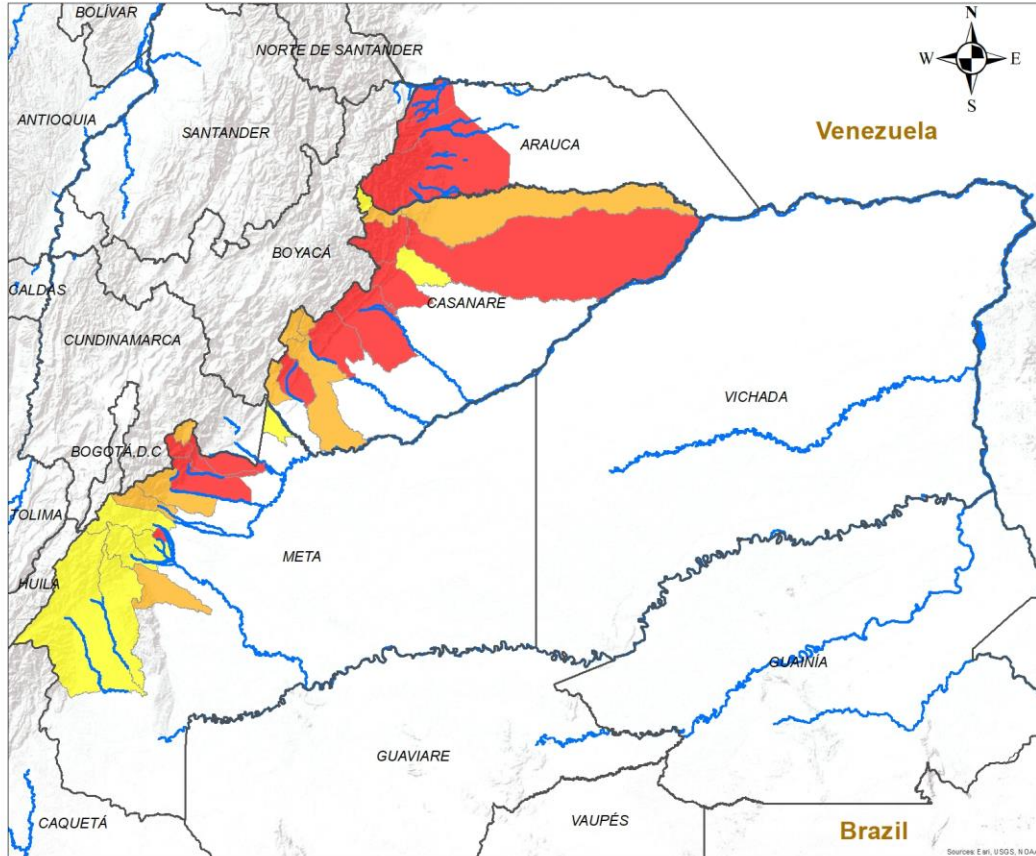 BOLÍVAR
NORTE DE SANTANDER
N
W
E
S
ANTIOQUIA
SANTANDER
ARAUCA
Venezuela
BOYACÁ
CALDAS
CASANARE
CUNDINAMARCA
VICHADA
BOGOTÁ, D.C
TOLIMA
META
HUILA
GUAINÍA
GUAVIARE
CAQUETÁ
VAUPÉS
Brazil
Sources: Esri, USGS, NOAA